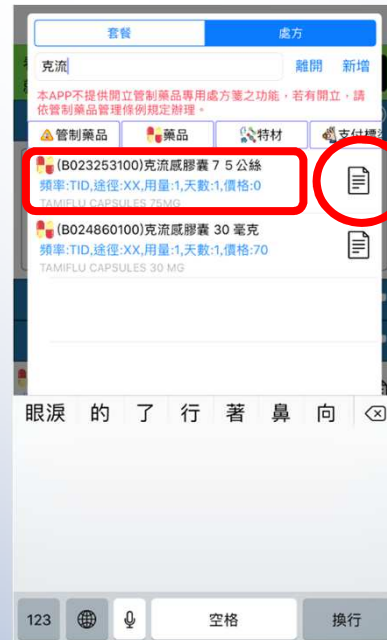 套餐 處方
克流 離開 新增
本APP不提供開立管制藥品專用處方箋之功能，若有開立，請
依管制藥品管理條例規定辦理。
管制藥品 藥品 特材 支付標
(B023253100)克流感膠囊７５公絲
頻率:TID,途徑:XX,用量:1,天數:1,價格:0
TAMIFLU CAPSULES 75MG
(B024860100)克流感膠囊 30 毫克
頻率:TID,途徑:XX,用量:1,天數:1,價格:70
TAMIFLU CAPSULES 30 MG
眼淚 的 了 行 著 鼻 向
123 空格 換行